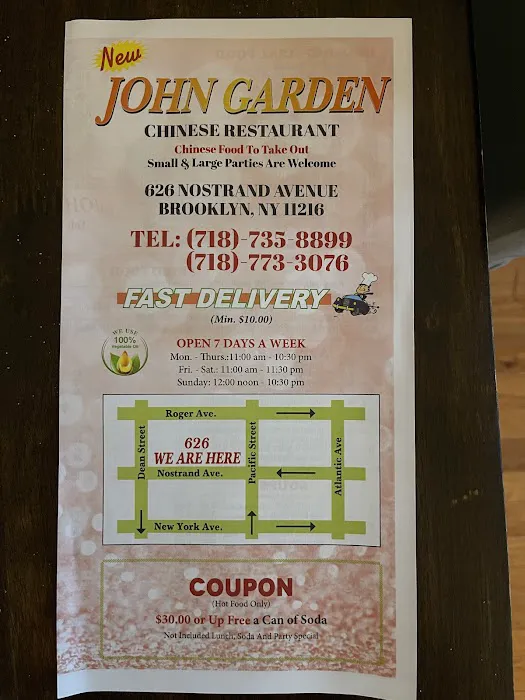 New
JOHN GARDEN
CHINESE RESTAURANT
Chinese Food To Take Out
Small & Large Parties Are Welcome
626 NOSTRAND AVENUE
BROOKLYN, NY 11216
TEL: (718)-735-8899
(718)-773-3076
FAST DELIVERY
(Min. $10.00)
WE USE
100%
Vegetable Oil
OPEN 7 DAYS A WEEK
Mon. - Thurs.:11:00 am - 10:30 pm
Fri. - Sat.: 11:00 am - 11:30 pm
Sunday: 12:00 noon - 10:30 pm
Roger Ave.
Dean Street
626
WE ARE HERE
Pacific Street
Atlantic Ave
Nostrand Ave.
New York Ave.
COUPON
(Hot Food Only)
$30.00 or Up Free a Can of Soda
Not Included Lunch, Soda And Party Special